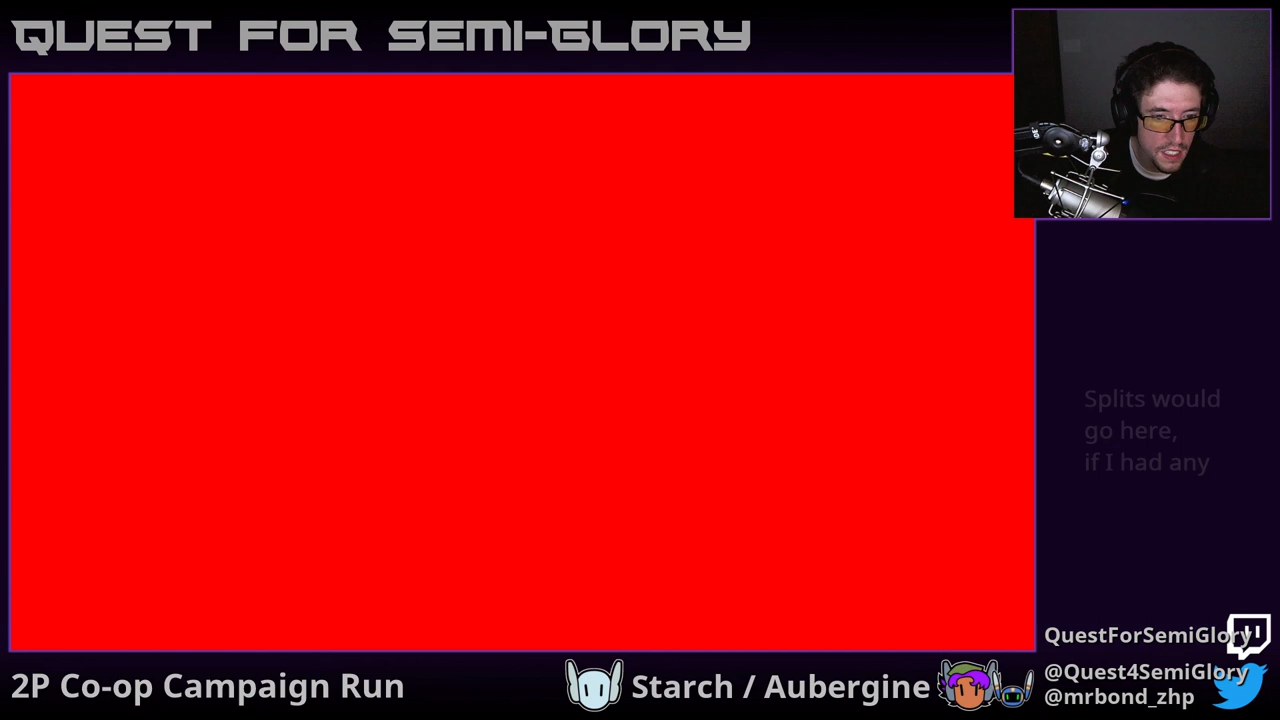 QUEST FOR SEMI-GLORY
Splits would
go here,
if I had any
QuestForSemiGlory
@Quest4SemiGlory
@mrbond_zhp
2P Co-op Campaign Run
Starch / Aubergine